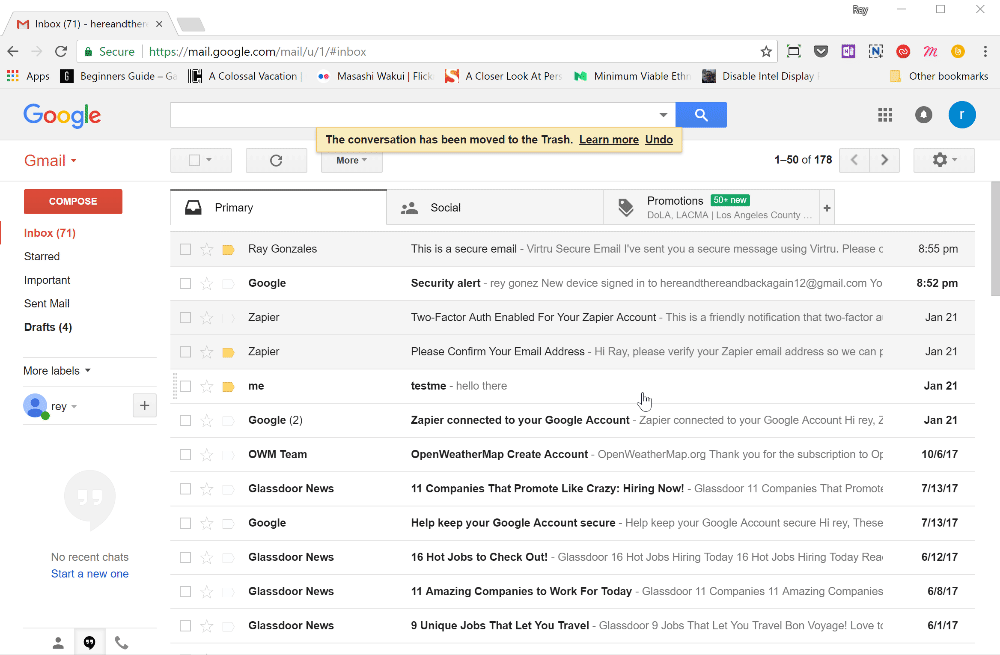 Ray
Inbox (71) - hereandthere
Secure https://mail.google.com/mail/u/1/#inbox
Apps Beginners Guide – Ga A Colossal Vacation Masashi Wakui | Flick A Closer Look At Pers Minimum Viable Ethn Disable Intel Display Other bookmarks
Google
The conversation has been moved to the Trash. Learn more Undo
r
Gmail More 1–50 of 178
COMPOSE
Inbox (71)
Starred
Important
Sent Mail
Drafts (4)
More labels
rey
No recent chats
Start a new one
Primary Social Promotions 50+ new
DoLA, LACMA | Los Angeles County ...
Ray Gonzales This is a secure email - Virtru Secure Email I've sent you a secure message using Virtru. Please c 8:55 pm
Google Security alert - rey gonez New device signed in to hereandthereandbackagain12@gmail.com Yo 8:52 pm
Zapier Two-Factor Auth Enabled For Your Zapier Account - This is a friendly notification that two-factor au Jan 21
Zapier Please Confirm Your Email Address - Hi Ray, please verify your Zapier email address so we can p Jan 21
me testme - hello there Jan 21
Google (2) Zapier connected to your Google Account - Zapier connected to your Google Account Hi rey, Z Jan 21
OWM Team OpenWeatherMap Create Account - OpenWeatherMap.org Thank you for the subscription to Op 10/6/17
Glassdoor News 11 Companies That Promote Like Crazy: Hiring Now! - Glassdoor 11 Companies That Promote 7/13/17
Google Help keep your Google Account secure - Help keep your Google Account secure Hi rey, These 7/13/17
Glassdoor News 16 Hot Jobs to Check Out! - Glassdoor 16 Hot Jobs Hiring Today 16 Hot Jobs Hiring Today Rea 6/12/17
Glassdoor News 11 Amazing Companies to Work For Today - Glassdoor 11 Companies 11 Amazing Companies 6/8/17
Glassdoor News 9 Unique Jobs That Let You Travel - Glassdoor 9 Jobs That Let You Travel Bon Voyage! Love to 6/1/17